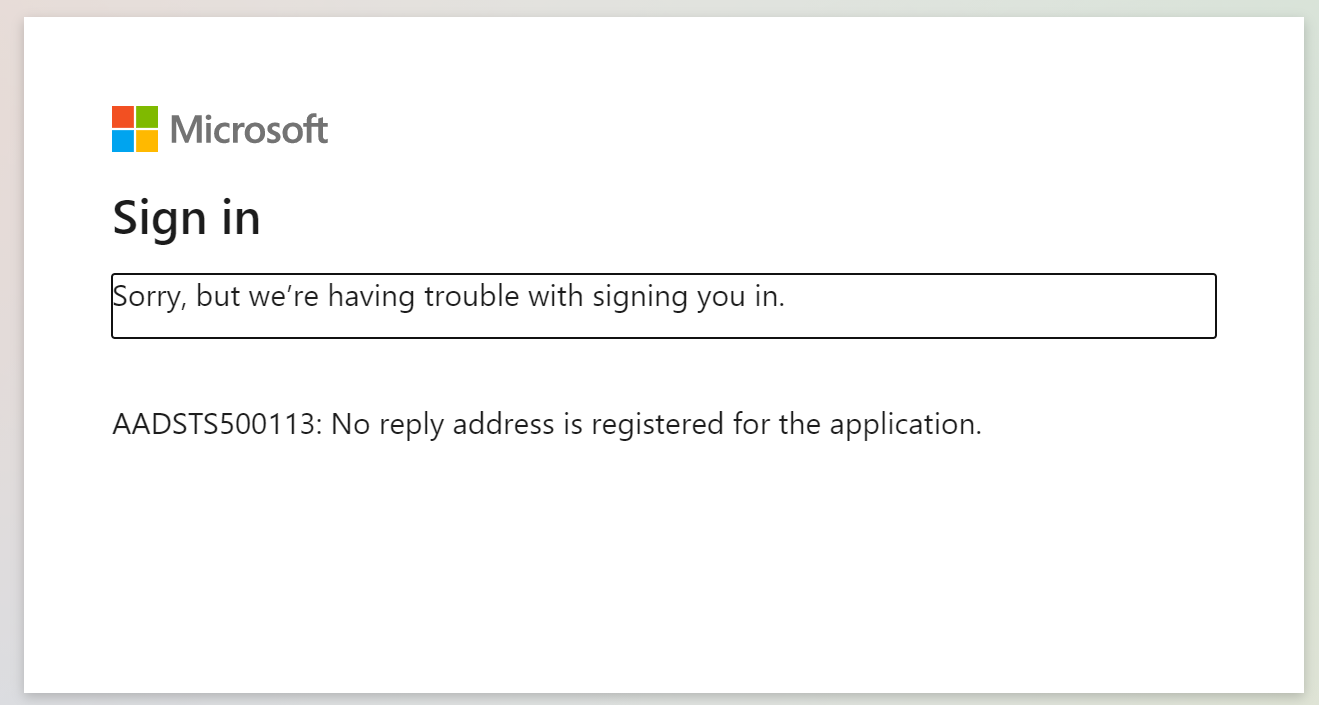 Microsoft
Sign in
Sorry, but we’re having trouble with signing you in.
AADSTS500113: No reply address is registered for the application.